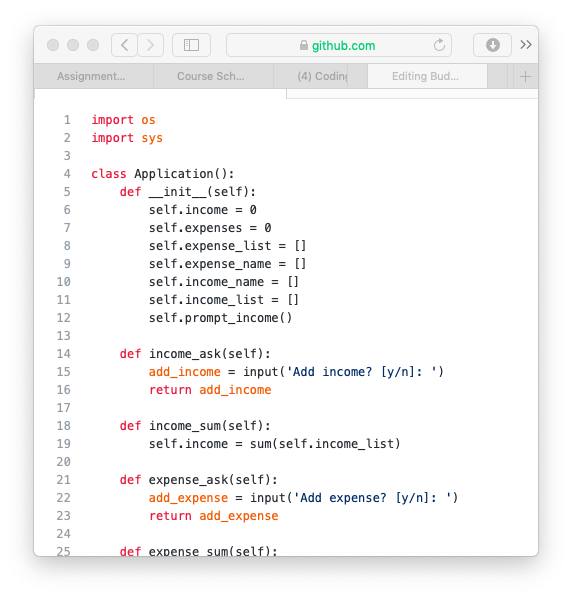 github.com
Assignment... Course Sch... (4) Coding Editing Bud...
1 import os
2 import sys
3
4 class Application():
5 def __init__(self):
6 self.income = 0
7 self.expenses = 0
8 self.expense_list = []
9 self.expense_name = []
10 self.income_name = []
11 self.income_list = []
12 self.prompt_income()
13
14 def income_ask(self):
15 add_income = input('Add income? [y/n]: ')
16 return add_income
17
18 def income_sum(self):
19 self.income = sum(self.income_list)
20
21 def expense_ask(self):
22 add_expense = input('Add expense? [y/n]: ')
23 return add_expense
24
25 def expense_sum(self):